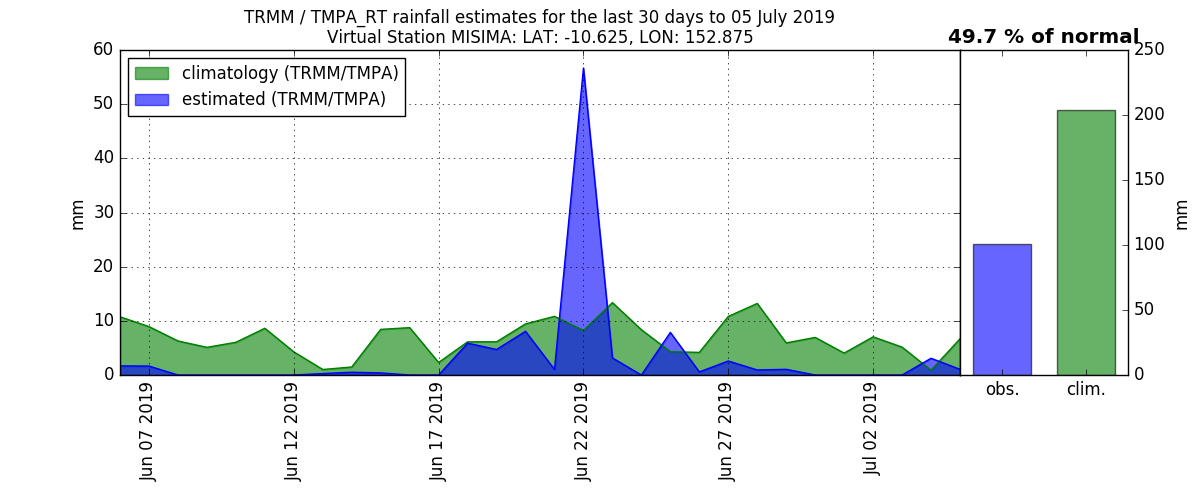 TRMM / TMPA_RT rainfall estimates for the last 30 days to 05 July 2019
Virtual Station MISIMA: LAT: -10.625, LON: 152.875
49.7 % of normal
climatology (TRMM/TMPA)
estimated (TRMM/TMPA)
60
50
40
30
20
10
0
mm
Jun 07 2019
Jun 12 2019
Jun 17 2019
Jun 22 2019
Jun 27 2019
Jul 02 2019
obs.
clim.
250
200
150
100
50
0
mm